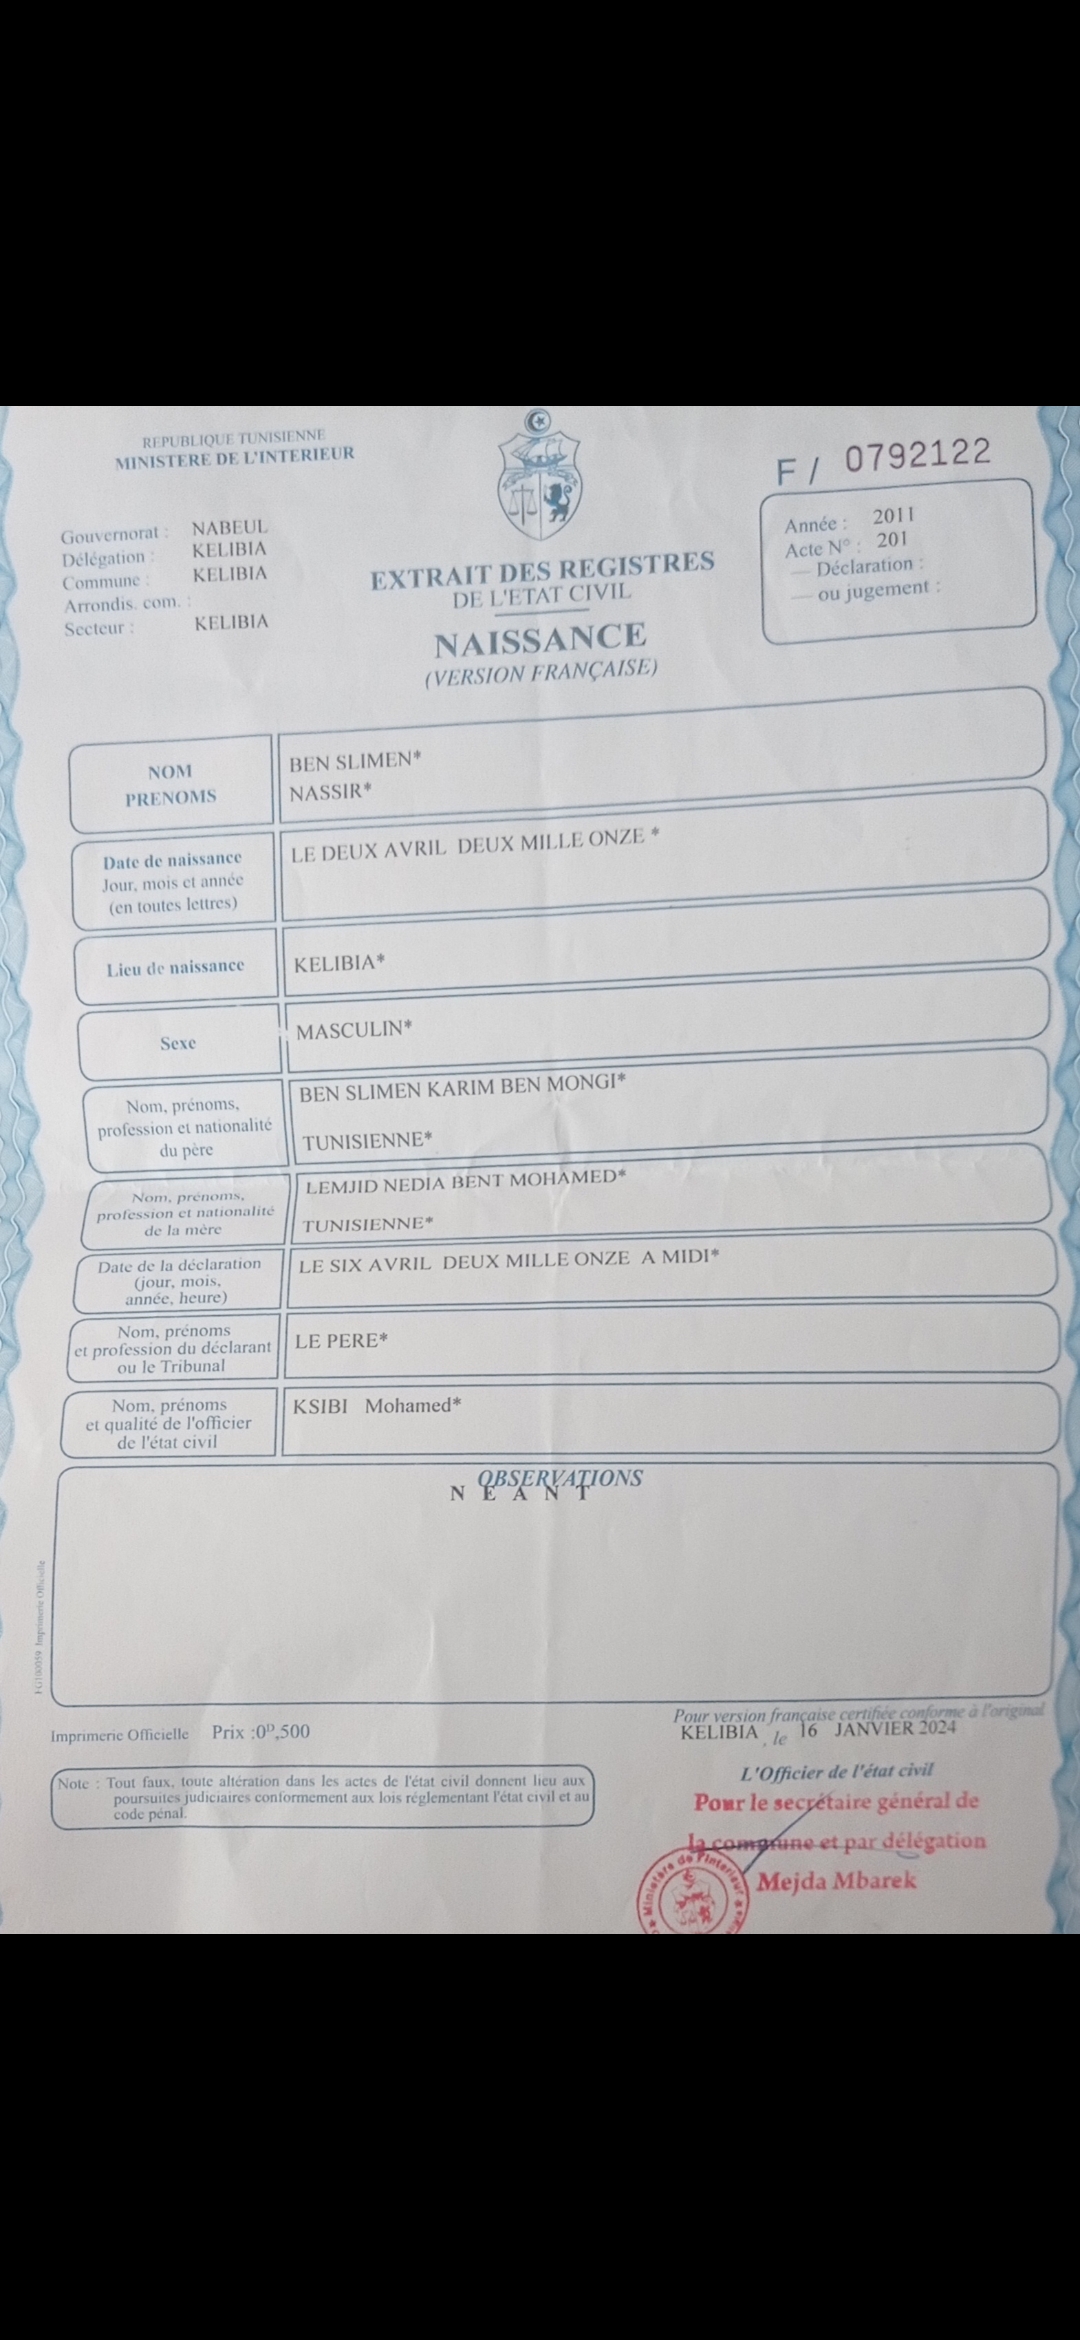 REPUBLIQUE TUNISIENNE
MINISTERE DE L'INTERIEUR
F / 0792122
Gouvernorat : NABEUL
Délégation : KELIBIA
Commune : KELIBIA
Arrondis. com. :
Secteur : KELIBIA
EXTRAIT DES REGISTRES
DE L'ETAT CIVIL
NAISSANCE
(VERSION FRANÇAISE)
Année : 2011
Acte N° : 201
— Déclaration :
— ou jugement :
NOM BEN SLIMEN*
PRENOMS NASSIR*
Date de naissance
Jour, mois et année
(en toutes lettres)
LE DEUX AVRIL DEUX MILLE ONZE *
Lieu de naissance KELIBIA*
Sexe MASCULIN*
Nom, prénoms,
profession et nationalité
du père
BEN SLIMEN KARIM BEN MONGI*
TUNISIENNE*
Nom, prénoms,
profession et nationalité
de la mère
LEMJID NEDIA BENT MOHAMED*
TUNISIENNE*
Date de la déclaration
(jour, mois,
année, heure)
LE SIX AVRIL DEUX MILLE ONZE A MIDI*
Nom, prénoms
et profession du déclarant
ou le Tribunal
LE PERE*
Nom, prénoms
et qualité de l'officier
de l'état civil
KSIBI Mohamed*
OBSERVATIONS
N E A N T
Imprimerie Officielle
Imprimerie Officielle Prix :0ᴰ,500
Note : Tout faux, toute altération dans les actes de l'état civil donnent lieu aux
poursuites judiciaires conformement aux lois réglementant l'état civil et au
code pénal.
Pour version française certifiée conforme à l'original
KELIBIA , le 16 JANVIER 2024
L'Officier de l'état civil
Pour le secrétaire général de
la commune et par délégation
Mejda Mbarek
Ministère de l'Interieur